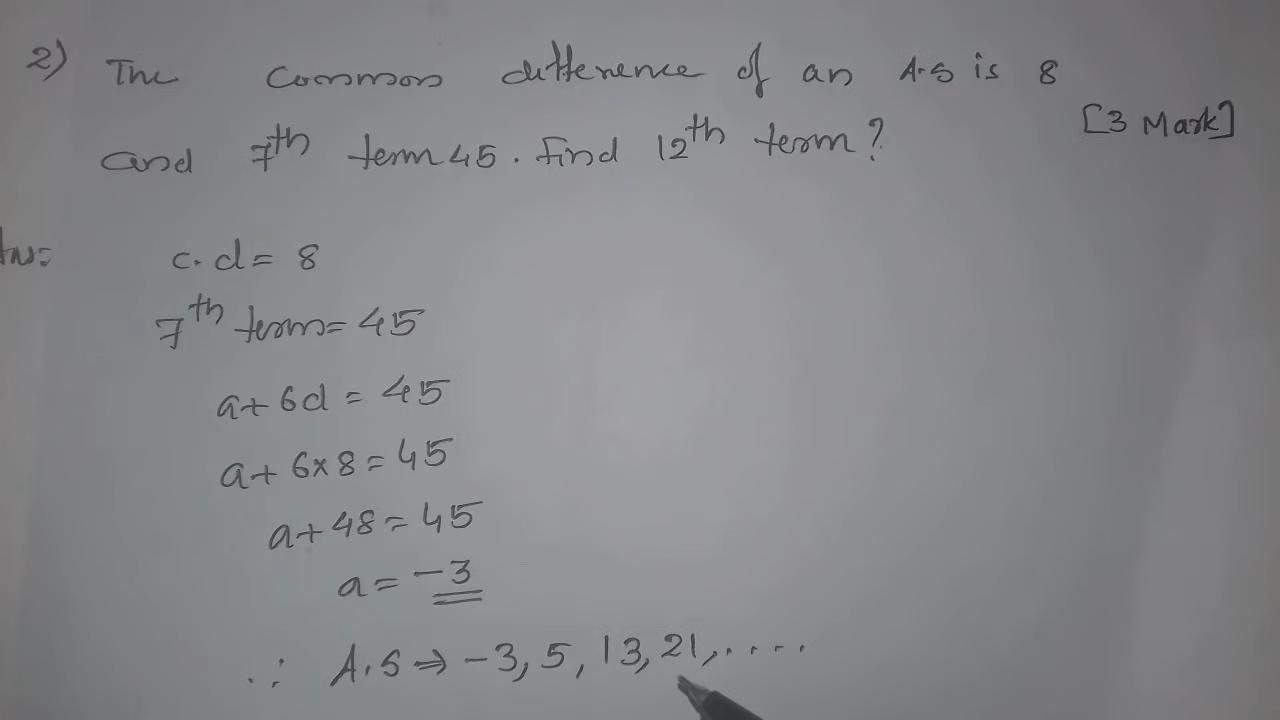 2) The common difference of an A.S is 8
and 7th term 45. Find 12th term? [3 Mark]
Ans:
c.d = 8
7th term = 45
a + 6d = 45
a + 6×8 = 45
a + 48 = 45
a = -3
∴ A.S ⇒ -3, 5, 13, 21, ....